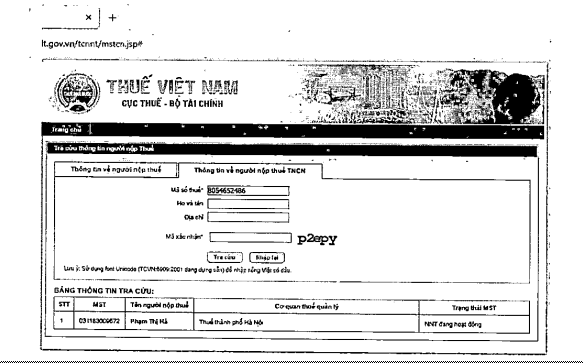 × +
lt.gov.vn/tcnnt/mstcn.jsp#
THUẾ VIỆT NAM
CỤC THUẾ - BỘ TÀI CHÍNH
Trang chủ
Tra cứu thông tin người nộp Thuế
Thông tin về người nộp thuế
Thông tin về người nộp thuế TNCN
Mã số thuế* 8054652486
Họ và tên
Địa chỉ
Mã xác nhận* p2epy
Tra cứu Nhập lại
Lưu ý: Sử dụng font Unicode (TCVN:6909:2001 đang dựng sẵn) để nhập tiếng Việt có dấu.
BẢNG THÔNG TIN TRA CỨU:
STT MST Tên người nộp thuế Cơ quan thuế quản lý Trạng thái MST
1 031183009672 Phạm Thị Hà Thuế thành phố Hà Nội NNT đang hoạt động